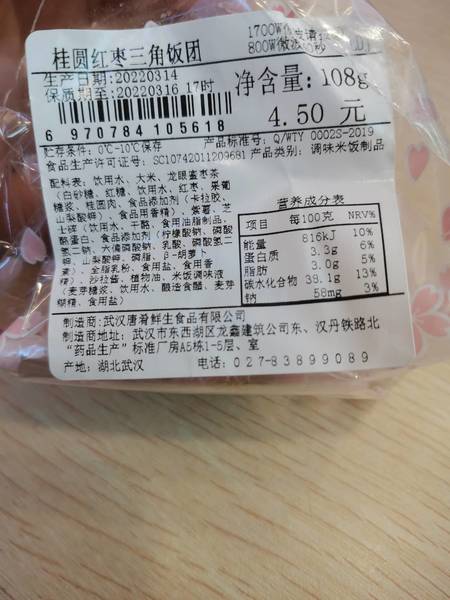 桂圆红枣三角饭团
1700W
800W微波
生产日期:20220314
保质期至:20220316 17时
净含量: 108g
4.50 元
6 970784 105618
贮存条件: 0℃-10℃保存
产品标准号: Q/WTY 0002S-2019
食品生产许可证号: SC10742011209681 产品类别: 调味米饭制品
配料表: 饮用水、大米、龙眼蜜枣茶
(白砂糖、红糖、饮用水、红枣、果葡
糖浆、桂圆肉、食品添加剂(卡拉胶、
山梨酸钾)、食品用香精)、紫薯、芝
士碎(饮用水、干酪、食用油脂制品、
酪蛋白、食品添加剂(柠檬酸钠、磷酸
氢二钠、六偏磷酸钠、乳酸、磷酸氢二
钾、山梨酸钾、磷脂、β-胡萝
素)、全脂乳粉、食用盐、食用香
精)、沙拉酱、植物油、米饭调味液
(麦芽糖浆、饮用水、酿造食醋、麦芽
糊精、食用盐)
营养成分表
项目 每100克 NRV%
能量 816kJ 10%
蛋白质 3.3g 6%
脂肪 3.0g 5%
碳水化合物 38.1g 13%
钠 58mg 3%
制造商:武汉唐肴鲜生食品有限公司
制造商地址: 武汉市东西湖区龙鑫建筑公司东、汉丹铁路北
“药品生产”标准厂房A5栋1-5层、室
产地: 湖北武汉 电话: 027-83899089